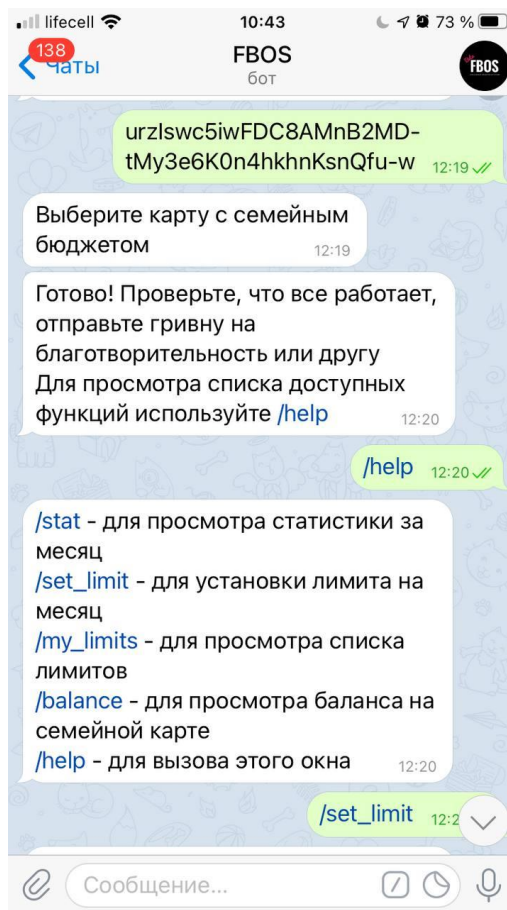 lifecell
10:43
73 %
138
Чаты
FBOS
бот
FBOS
urzlswc5iwFDC8AMnB2MD-
tMy3e6K0n4hkhnKsnQfu-w 12:19
Выберите карту с семейным
бюджетом 12:19
Готово! Проверьте, что все работает,
отправьте гривну на
благотворительность или другу
Для просмотра списка доступных
функций используйте /help 12:20
/help 12:20
/stat - для просмотра статистики за
месяц
/set_limit - для установки лимита на
месяц
/my_limits - для просмотра списка
лимитов
/balance - для просмотра баланса на
семейной карте
/help - для вызова этого окна 12:20
/set_limit 12:2
Сообщение...